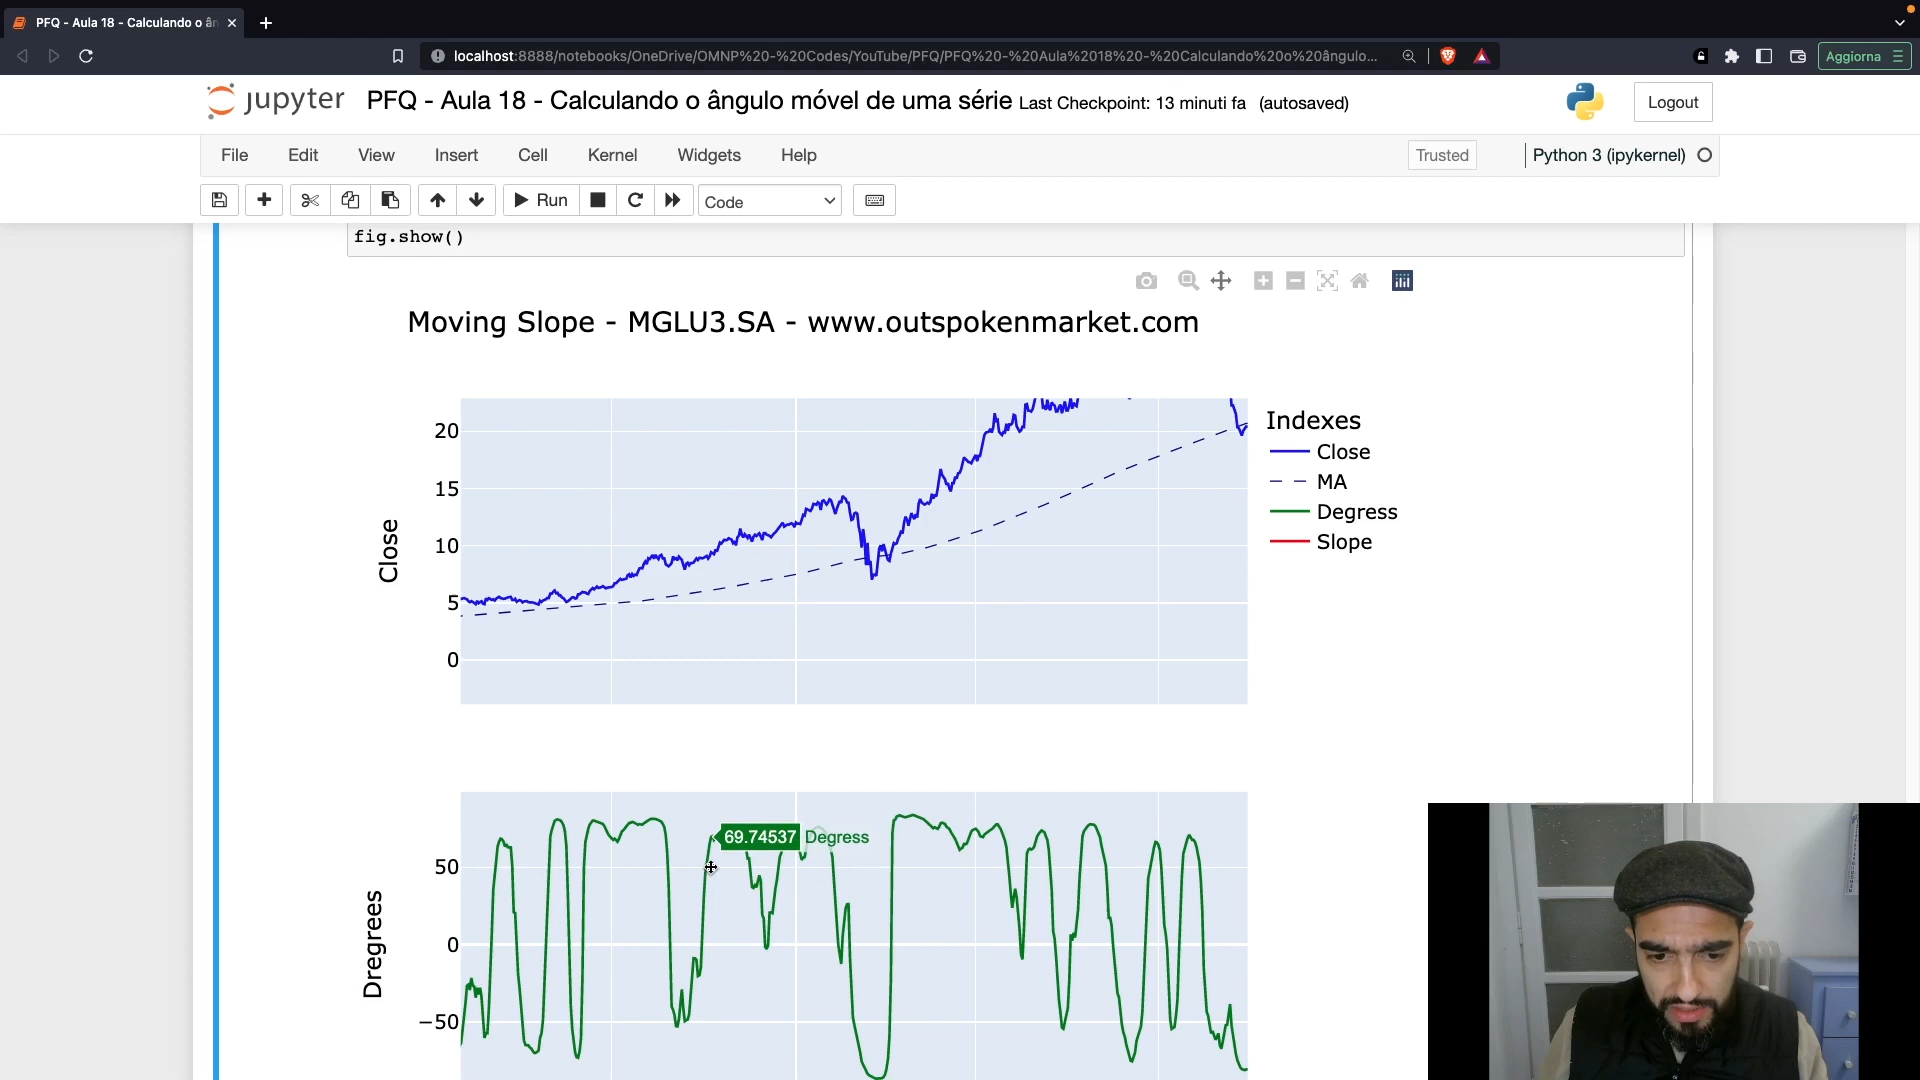 PFQ - Aula 18 - Calculando o ân
localhost:8888/notebooks/OneDrive/OMNP%20-%20Codes/YouTube/PFQ/PFQ%20-%20Aula%2018%20-%20Calculando%20o%20ângulo...
Aggiorna
jupyter PFQ - Aula 18 - Calculando o ângulo móvel de uma série Last Checkpoint: 13 minuti fa (autosaved)
Logout
File Edit View Insert Cell Kernel Widgets Help
Trusted
Python 3 (ipykernel)
Run
Code
fig.show()
Moving Slope - MGLU3.SA - www.outspokenmarket.com
20
15
10
5
0
Close
Indexes
Close
MA
Degress
Slope
69.74537 Degress
50
0
−50
Dregrees